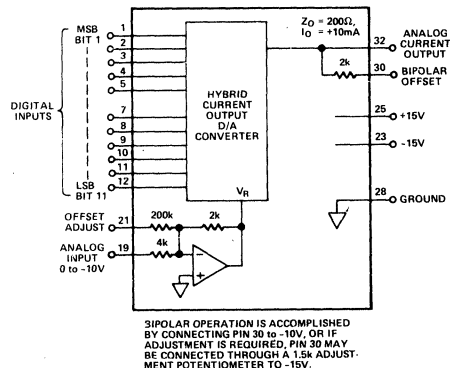 MSB
BIT 1
1
2
3
4
5
7
8
9
10
11
12
DIGITAL
INPUTS
LSB
BIT 11
OFFSET
ADJUST
21
200k
2k
ANALOG
INPUT
0 to -10V
19
4k
-
+
HYBRID
CURRENT
OUTPUT
D/A
CONVERTER
VR
ZO = 200Ω,
IO = +10mA
32
ANALOG
CURRENT
OUTPUT
2k
30
BIPOLAR
OFFSET
25
+15V
23
-15V
28
GROUND
3IPOLAR OPERATION IS ACCOMPLISHED
BY CONNECTING PIN 30 to -10V, OR IF
ADJUSTMENT IS REQUIRED, PIN 30 MAY
BE CONNECTED THROUGH A 1.5k ADJUST-
MENT POTENTIOMETER TO -15V.